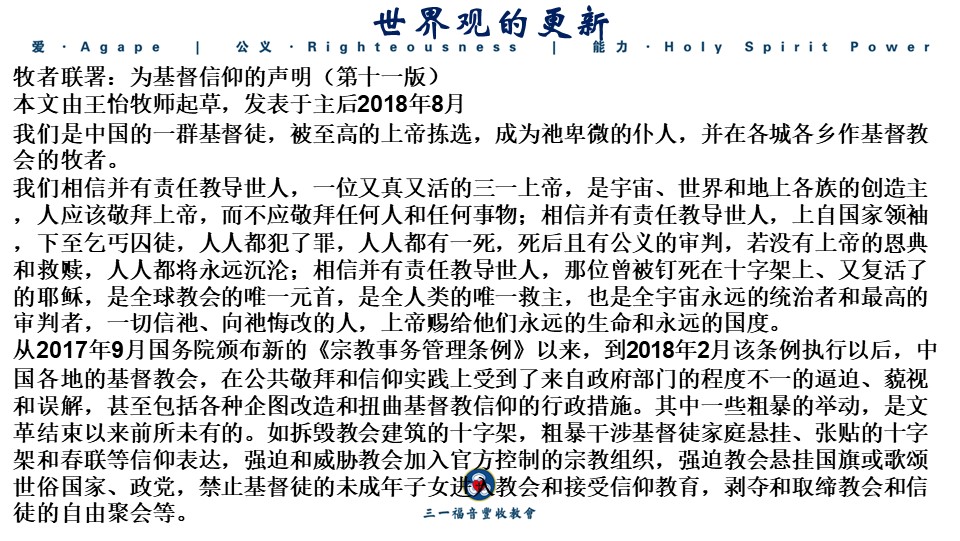 世界观的更新
爱 · Agape | 公义 · Righteousness | 能力 · Holy Spirit Power
牧者联署：为基督信仰的声明（第十一版）
本文由王怡牧师起草，发表于主后2018年8月
我们是中国的一群基督徒，被至高的上帝拣选，成为祂卑微的仆人，并在各城各乡作基督教
会的牧者。
我们相信并有责任教导世人，一位又真又活的三一上帝，是宇宙、世界和地上各族的创造主
，人应该敬拜上帝，而不应敬拜任何人和任何事物；相信并有责任教导世人，上自国家领袖
，下至乞丐囚徒，人人都犯了罪，人人都有一死，死后且有公义的审判，若没有上帝的恩典
和救赎，人人都将永远沉沦；相信并有责任教导世人，那位曾被钉死在十字架上、又复活了
的耶稣，是全球教会的唯一元首，是全人类的唯一救主，也是全宇宙永远的统治者和最高的
审判者，一切信祂、向祂悔改的人，上帝赐给他们永远的生命和永远的国度。
从2017年9月国务院颁布新的《宗教事务管理条例》以来，到2018年2月该条例执行以后，中
国各地的基督教会，在公共敬拜和信仰实践上受到了来自政府部门的程度不一的逼迫、藐视
和误解，甚至包括各种企图改造和扭曲基督教信仰的行政措施。其中一些粗暴的举动，是文
革结束以来前所未有的。如拆毁教会建筑的十字架，粗暴干涉基督徒家庭悬挂、张贴的十字
架和春联等信仰表达，强迫和威胁教会加入官方控制的宗教组织，强迫教会悬挂国旗或歌颂
世俗国家、政党，禁止基督徒的未成年子女进入教会和接受信仰教育，剥夺和取缔教会和信
徒的自由聚会等。
三一福音豐收教會